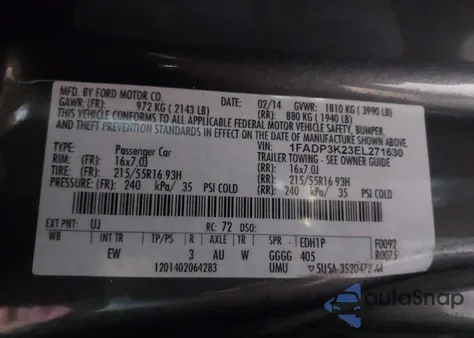 MFD. BY FORD MOTOR CO.
DATE: 02/14 GVWR: 1810 KG ( 3990 LB)
GAWR: (FR): 972 KG ( 2143 LB) (RR): 880 KG ( 1940 LB)
THIS VEHICLE CONFORMS TO ALL APPLICABLE FEDERAL MOTOR VEHICLE SAFETY, BUMPER,
AND THEFT PREVENTION STANDARDS IN EFFECT ON THE DATE OF MANUFACTURE SHOWN ABOVE.
1FADP3K23EL271630
TYPE: Passenger Car TRAILER TOWING - SEE OWNER GUIDE
RIM: (FR): 16x7.0J (RR): 16x7.0J
TIRE: (FR): 215/55R16 93H (RR): 215/55R16 93H
PRESSURE: (FR): 240 kPa/ 35 PSI COLD (RR): 240 kPa/ 35 PSI COLD
EXT PNT: UJ RC: 72 DSO:
WB INT TR TP/PS R AXLE TR SPR EDH1P F0092
EW 3 AU W GGGG 405 R0075
1201402064283 UMU 5U5A-3520472-AA
autoSnap